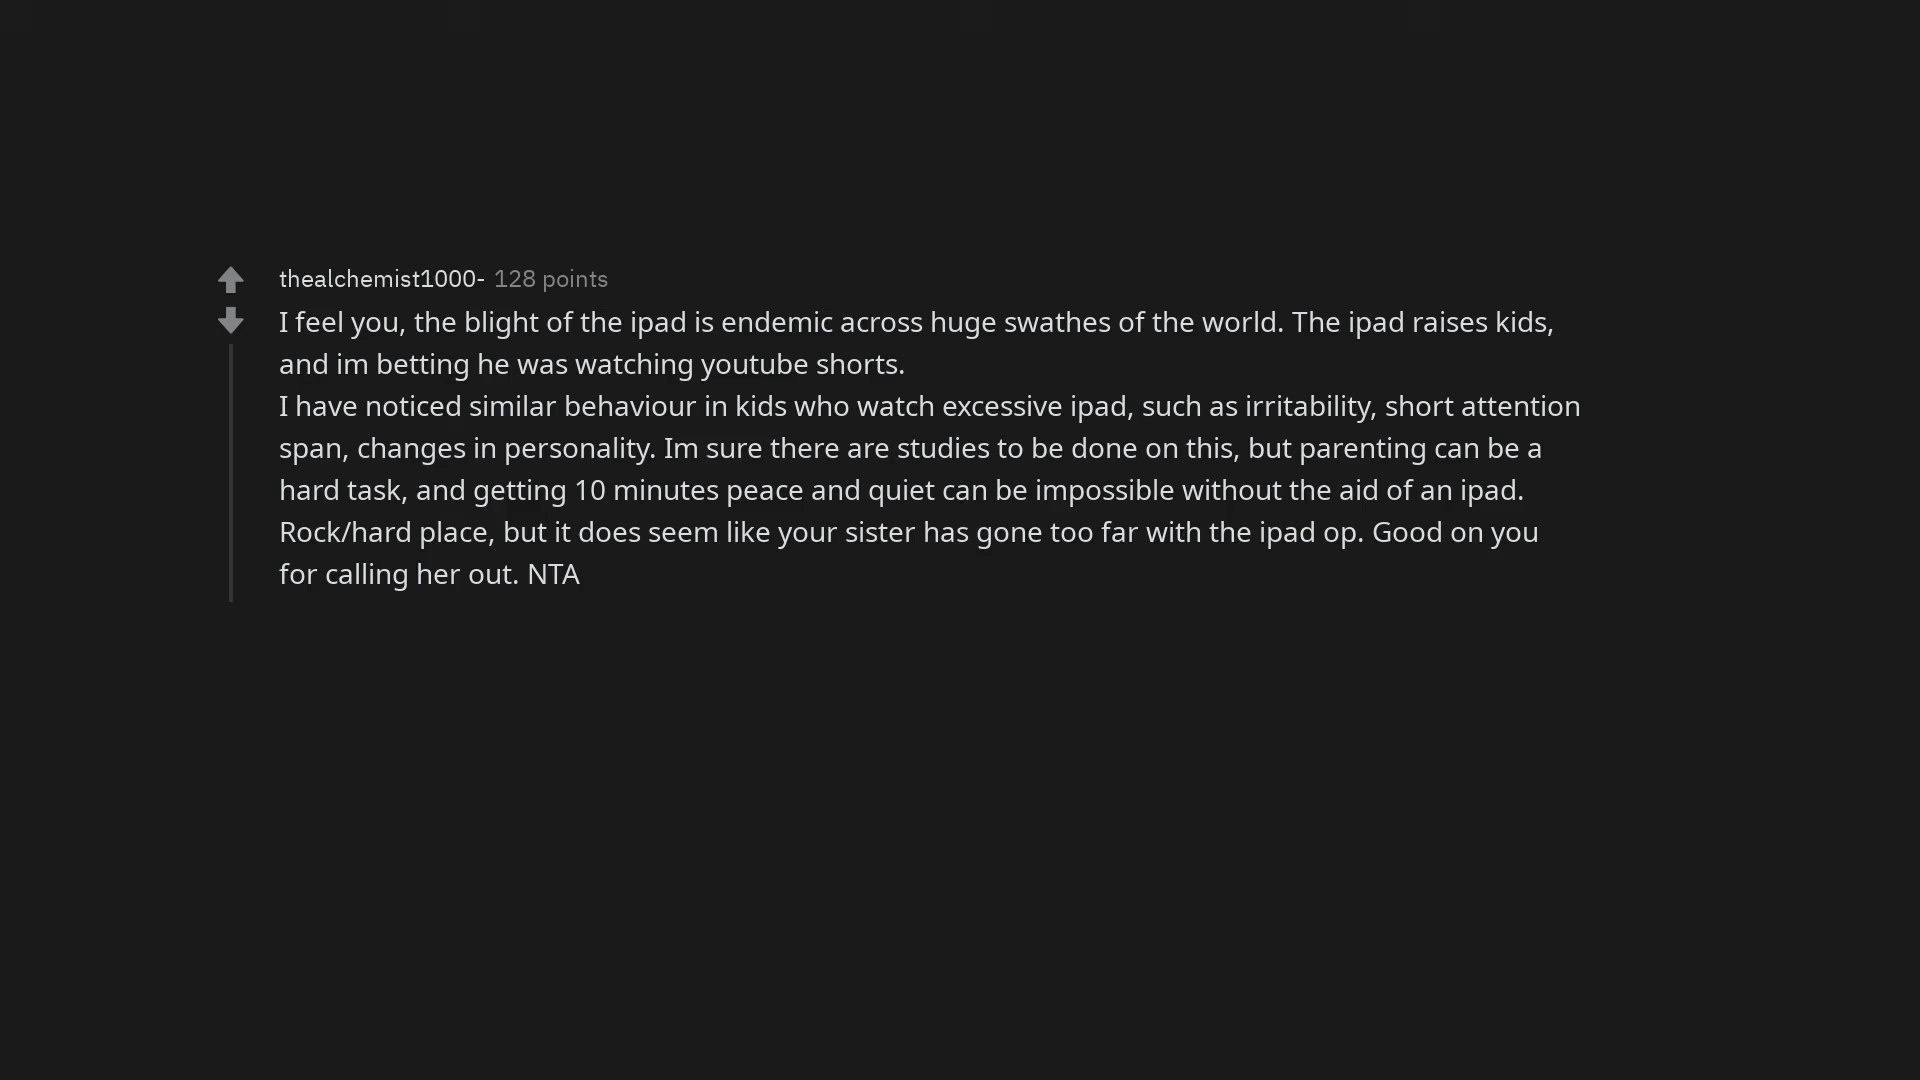 thealchemist1000- 128 points
I feel you, the blight of the ipad is endemic across huge swathes of the world. The ipad raises kids,
and im betting he was watching youtube shorts.
I have noticed similar behaviour in kids who watch excessive ipad, such as irritability, short attention
span, changes in personality. Im sure there are studies to be done on this, but parenting can be a
hard task, and getting 10 minutes peace and quiet can be impossible without the aid of an ipad.
Rock/hard place, but it does seem like your sister has gone too far with the ipad op. Good on you
for calling her out. NTA